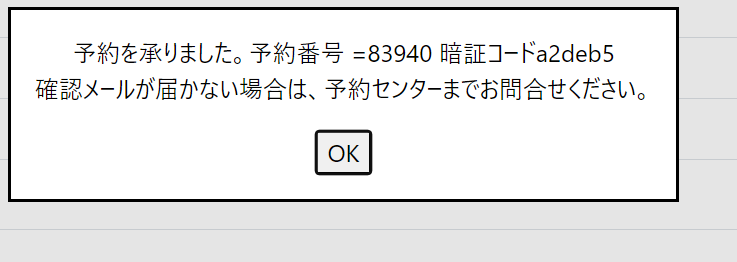 予約を承りました。予約番号 =83940 暗証コードa2deb5
確認メールが届かない場合は、予約センターまでお問合せください。
OK